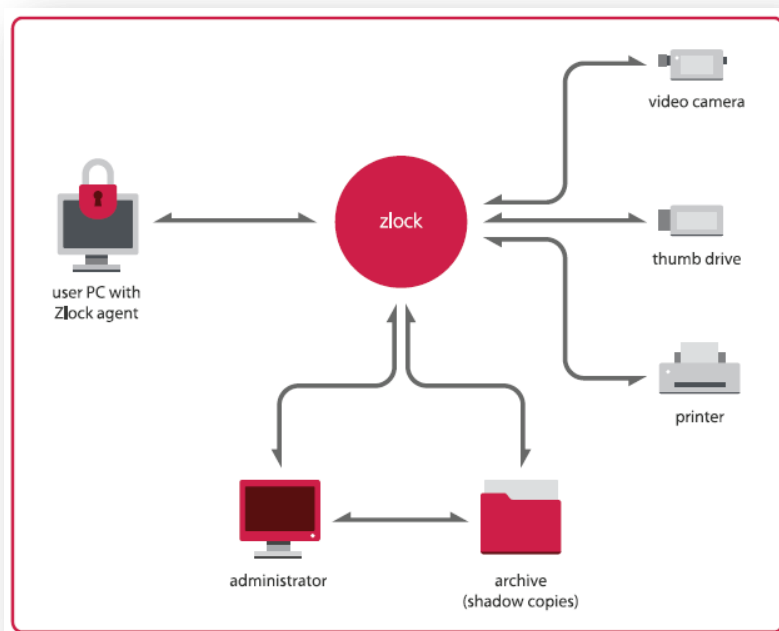 video camera
zlock
thumb drive
user PC with
Zlock agent
printer
administrator
archive
(shadow copies)